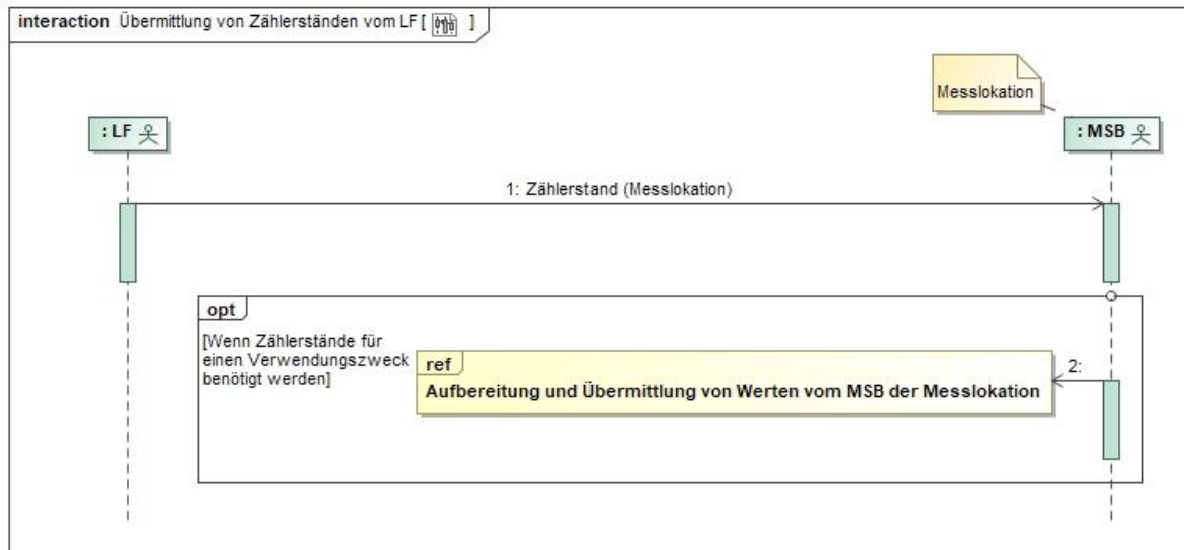 interaction Übermittlung von Zählerständen vom LF [ ]
Messlokation
: LF
: MSB
1: Zählerstand (Messlokation)
opt
[Wenn Zählerstände für
einen Verwendungszweck
benötigt werden]
ref
2:
Aufbereitung und Übermittlung von Werten vom MSB der Messlokation